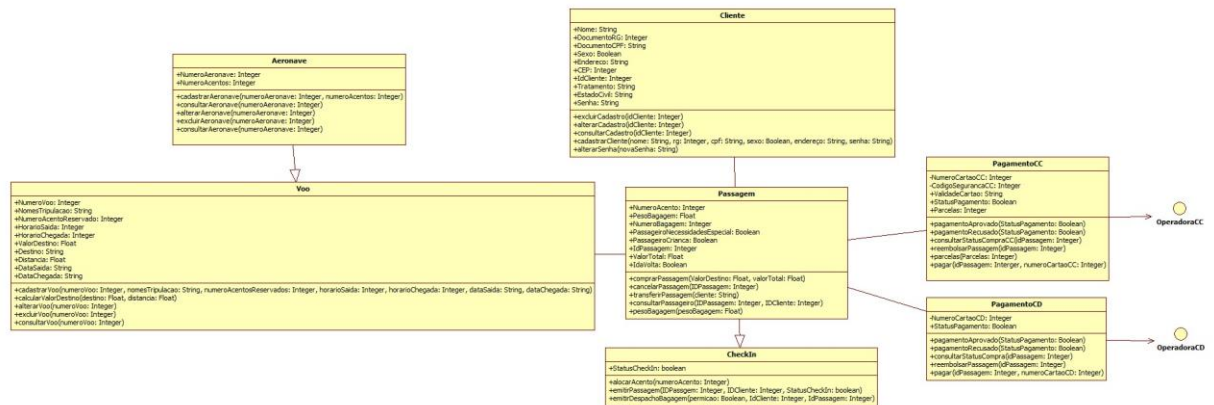 Cliente
+Nome: String
+DocumentoRG: Integer
+DocumentoCPF: String
+Sexo: Boolean
+Endereco: String
+CEP: Integer
+IdCliente: Integer
+Tratamento: String
+EstadoCivil: String
+Senha: String
+excluirCadastro(idCliente: Integer)
+alterarCadastro(idCliente: Integer)
+consultarCadastro(idCliente: Integer)
+cadastrarCliente(nome: String, rg: Integer, cpf: String, sexo: Boolean, endereço: String, senha: String)
+alterarSenha(novaSenha: String)
Aeronave
+NumeroAeronave: Integer
+NumeroAcentos: Integer
+cadastrarAeronave(numeroAeronave: Integer, numeroAcentos: Integer)
+consultarAeronave(numeroAeronave: Integer)
+alterarAeronave(numeroAeronave: Integer)
+excluirAeronave(numeroAeronave: Integer)
+consultarAeronave(numeroAeronave: Integer)
Voo
+NumeroVoo: Integer
+NomesTripulacao: String
+NumeroAcentoReservado: Integer
+HorarioSaida: Integer
+HorarioChegada: Integer
+ValorDestino: Float
+Destino: String
+Distancia: Float
+DataSaida: String
+DataChegada: String
+cadastrarVoo(numeroVoo: Integer, nomesTripulacao: String, numeroAcentosReservados: Integer, horarioSaida: Integer, horarioChegada: Integer, dataSaida: String, dataChegada: String)
+calcularValorDestino(destino: Float, distancia: Float)
+alterarVoo(numeroVoo: Integer)
+excluirVoo(numeroVoo: Integer)
+consultarVoo(numeroVoo: Integer)
Passagem
+NumeroAcento: Integer
+PesoBagagem: Float
+NumeroBagagem: Integer
+PassageiroNecessidadesEspecial: Boolean
+PassageiroCrianca: Boolean
+IdPassagem: Integer
+ValorTotal: Float
+IdaVolta: Boolean
+comprarPassagem(ValorDestino: Float, valorTotal: Float)
+cancelarPassagem(IDPassagem: Integer)
+transferirPassagem(cliente: String)
+consultarPassageiro(IDPassagem: Integer, IDCliente: Integer)
+pesoBagagem(pesoBagagem: Float)
CheckIn
+StatusCheckIn: boolean
+alocarAcento(numeroAcento: Integer)
+emitirPassagem(IDPassagem: Integer, IDCliente: Integer, StatusCheckIn: boolean)
+emitirDespachoBagagem(permicao: Boolean, IdCliente: Integer, IdPassagem: Integer)
PagamentoCC
-NumeroCartaoCC: Integer
-CodigoSegurancaCC: Integer
+ValidadeCartao: String
+StatusPagamento: Boolean
+Parcelas: Integer
+pagamentoAprovado(StatusPagamento: Boolean)
+pagamentoRecusado(StatusPagamento: Boolean)
+consultarStatusCompraCC(idPassagem: Integer)
+reembolsarPassagem(idPassagem: Integer)
+parcelas(Parcelas: Integer)
+pagar(idPassagem: Integer, numeroCartaoCC: Integer)
OperadoraCC
PagamentoCD
-NumeroCartaoCD: Integer
+StatusPagamento: Boolean
+pagamentoAprovado(StatusPagamento: Boolean)
+pagamentoRecusado(StatusPagamento: Boolean)
+consultarStatusCompra(idPassagem: Integer)
+reembolsarPassagem(idPassagem: Integer)
+pagar(idPassagem: Integer, numeroCartaoCD: Integer)
OperadoraCD